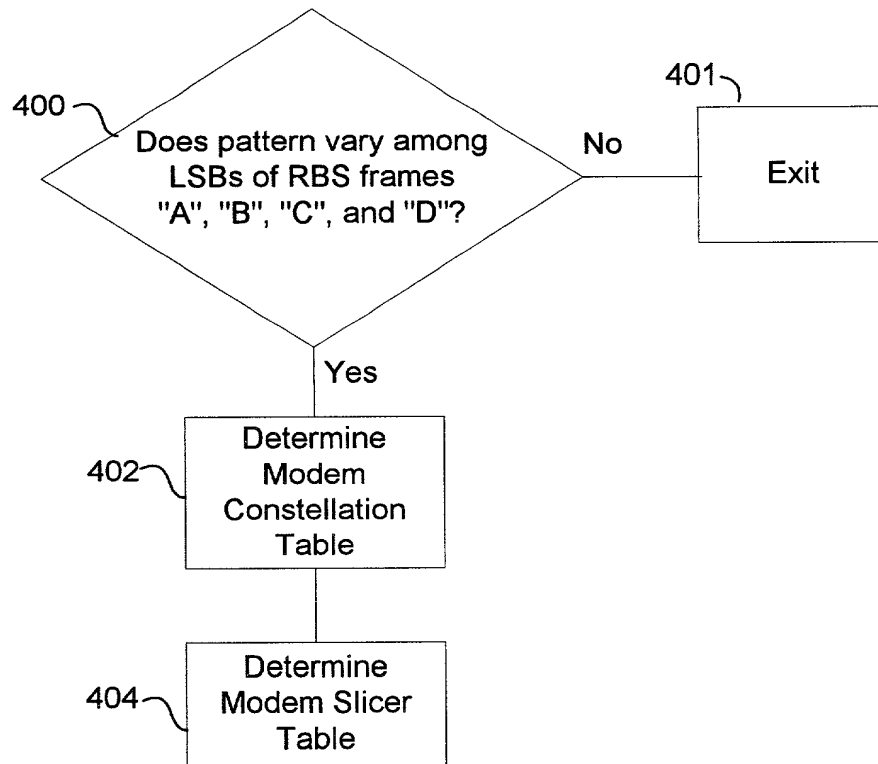 400
Does pattern vary among
LSBs of RBS frames
"A", "B", "C", and "D"?
No
401
Exit
Yes
402
Determine
Modem
Constellation
Table
404
Determine
Modem Slicer
Table